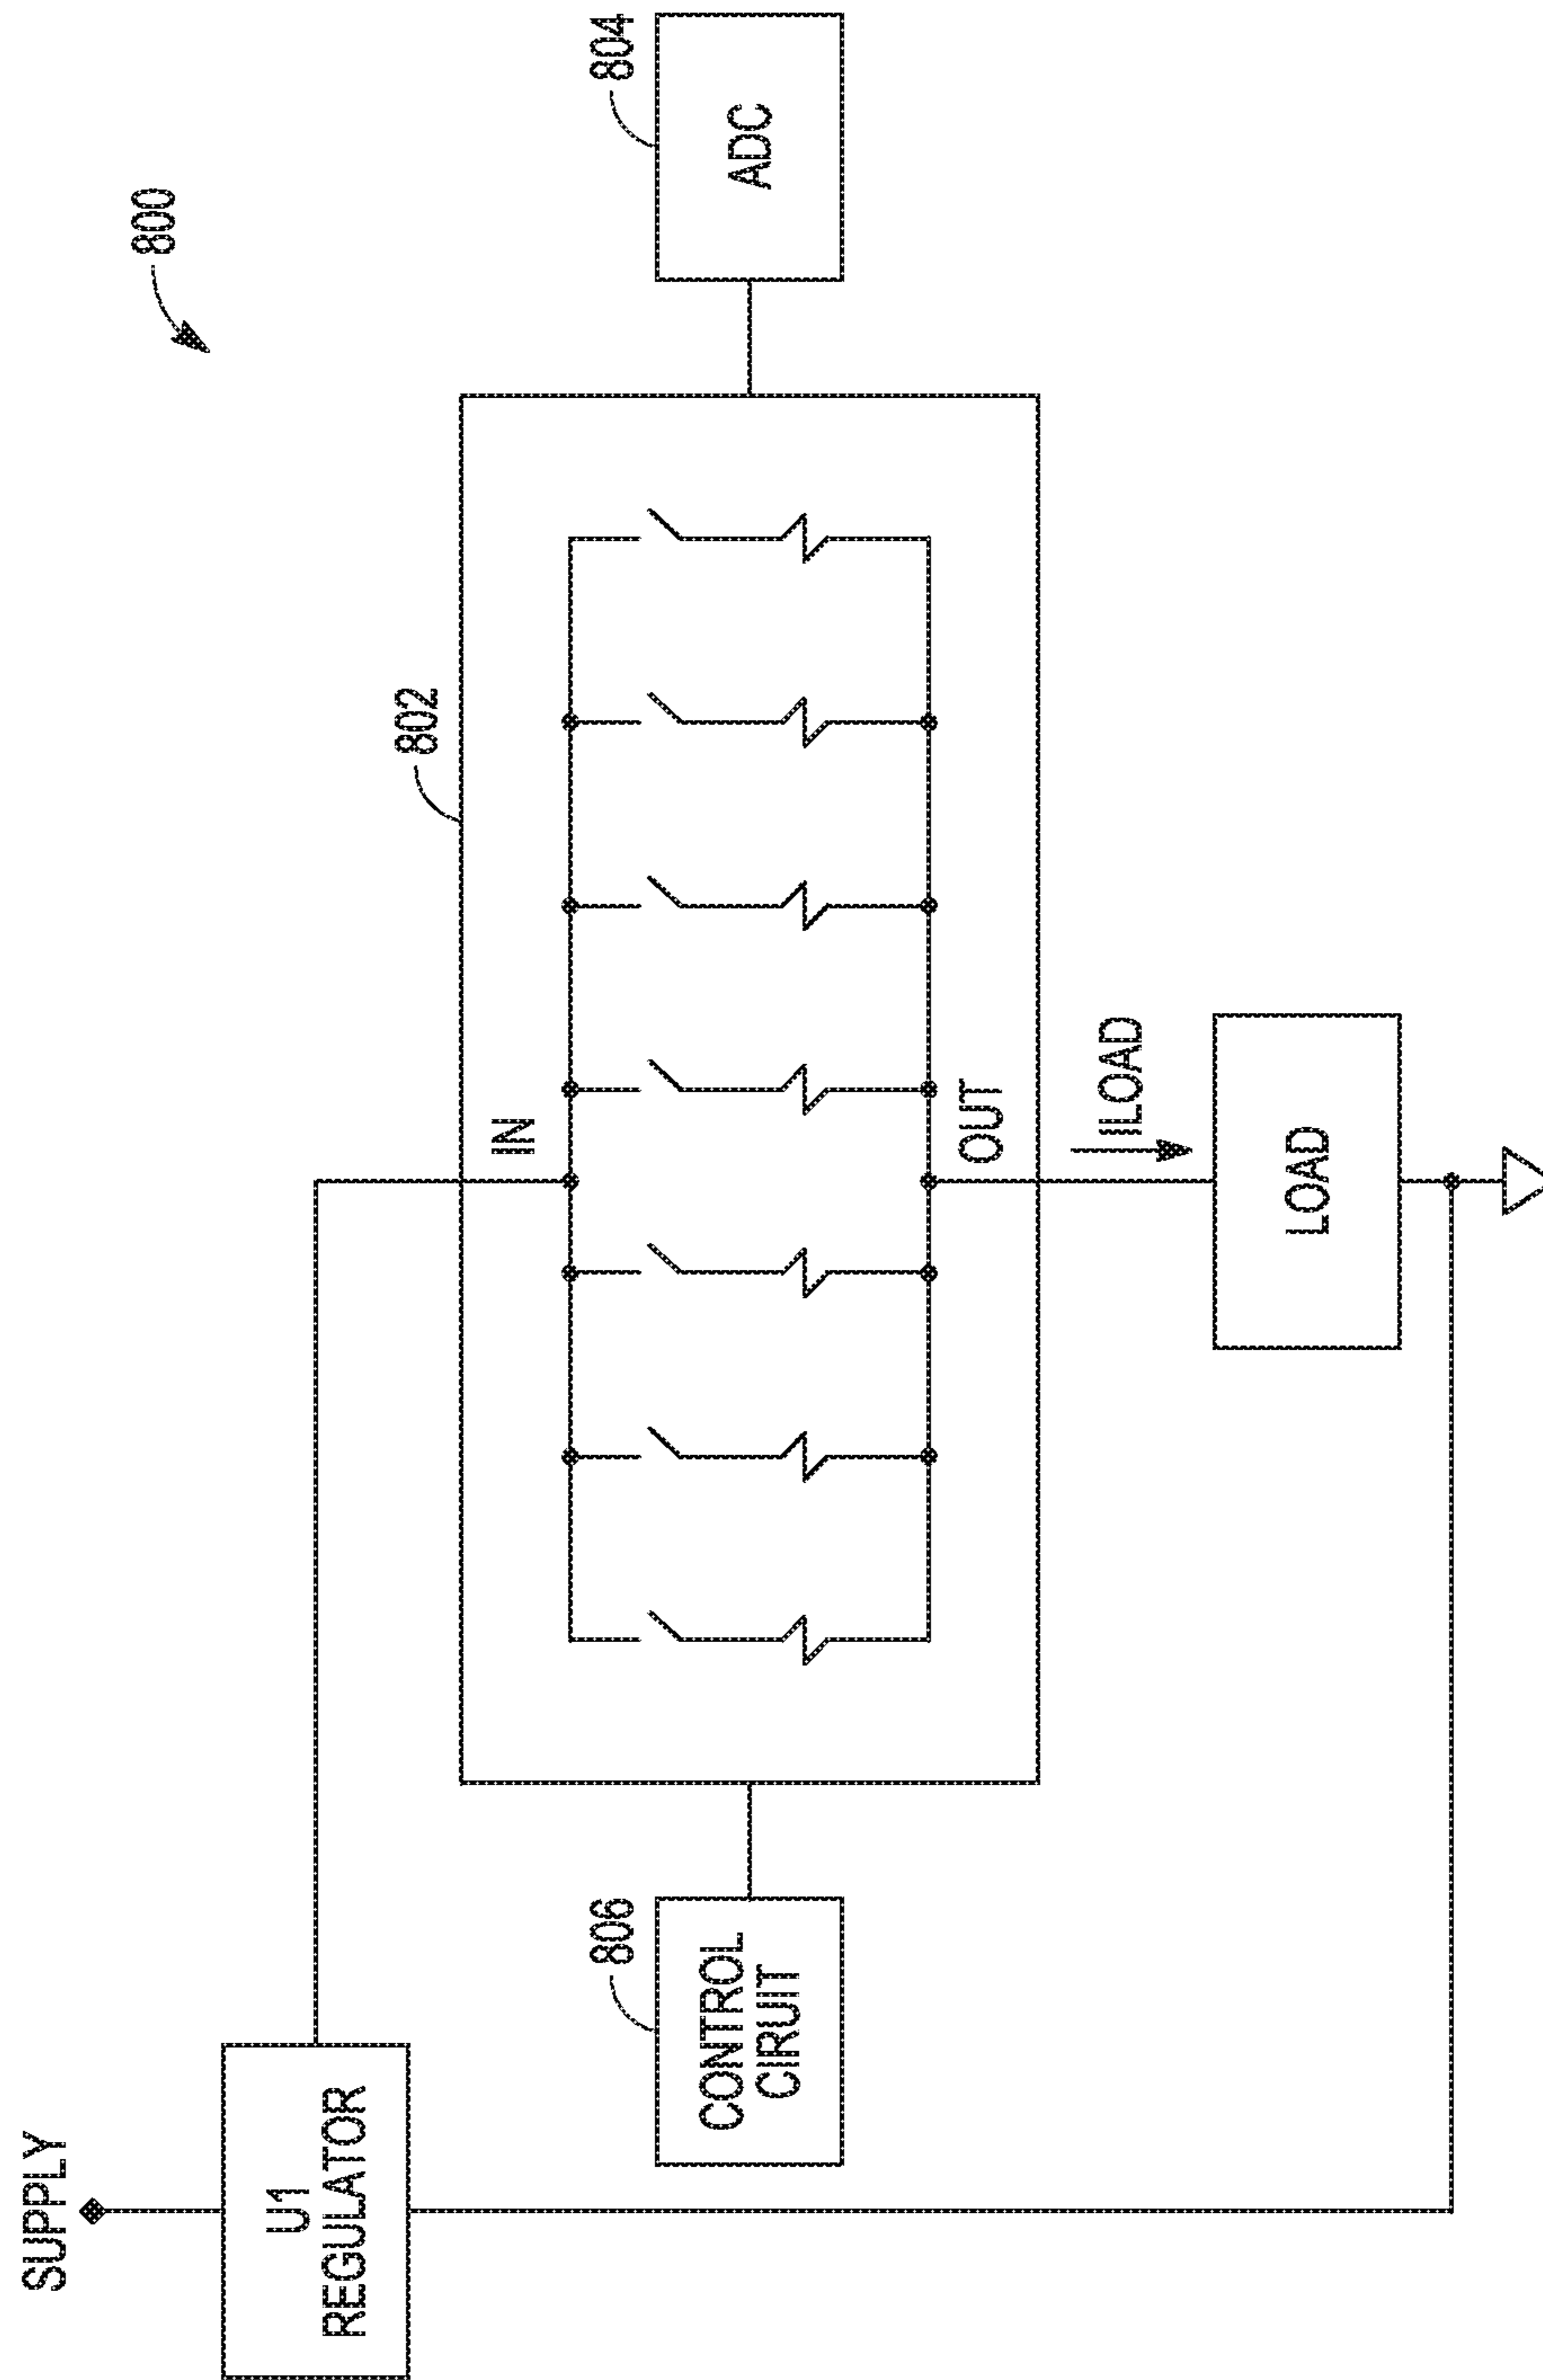 800
SUPPLY
U1
REGULATOR
802
IN
804
ADC
806
CONTROL
CIRUIT
OUT
ILOAD
LOAD